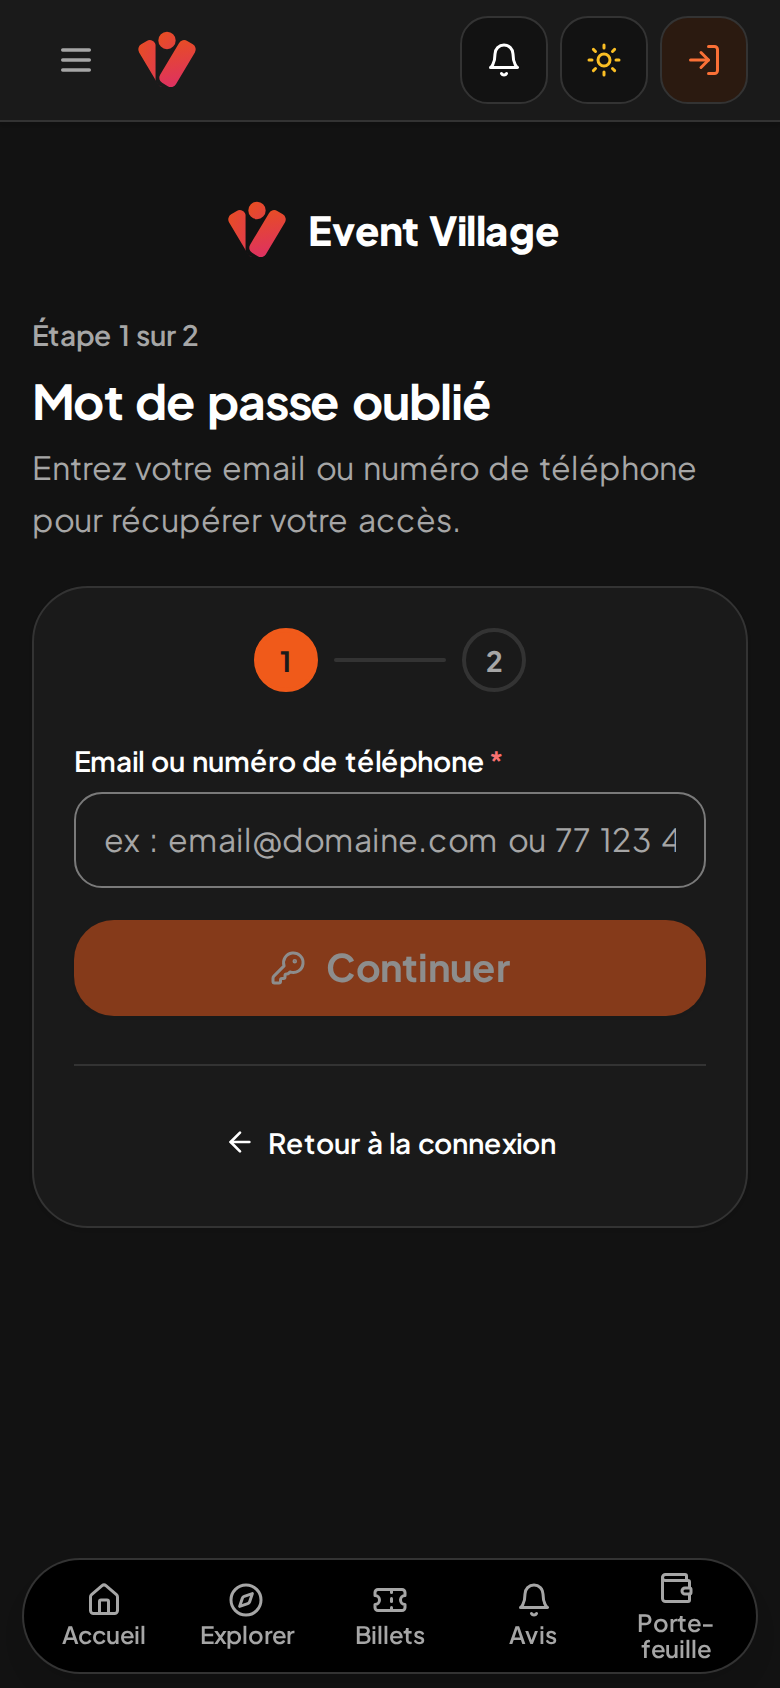 Event Village
Étape 1 sur 2
Mot de passe oublié
Entrez votre email ou numéro de téléphone
pour récupérer votre accès.
1
2
Email ou numéro de téléphone *
ex : email@domaine.com ou 77 123 4
Continuer
Retour à la connexion
Accueil
Explorer
Billets
Avis
Porte-
feuille